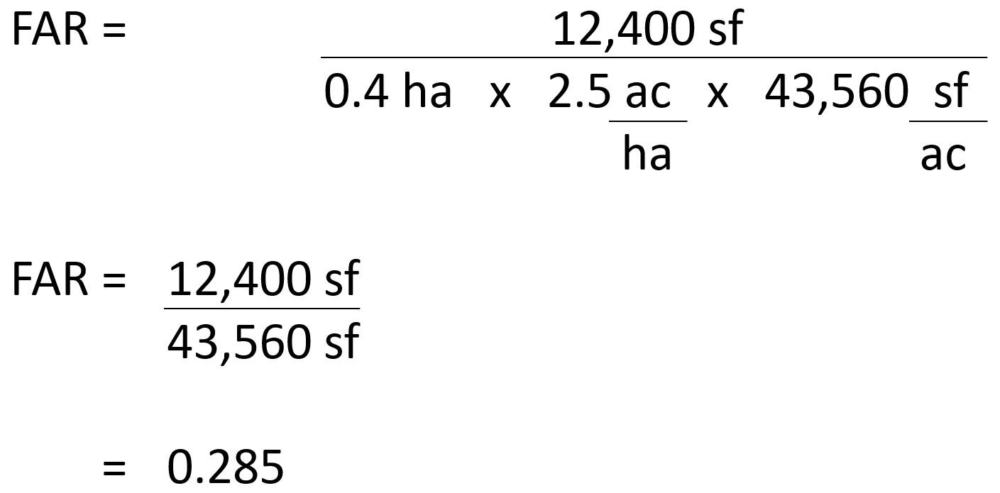 FAR = 12,400 sf
0.4 ha x 2.5 ac x 43,560 sf
ha ac
FAR = 12,400 sf
43,560 sf
= 0.285